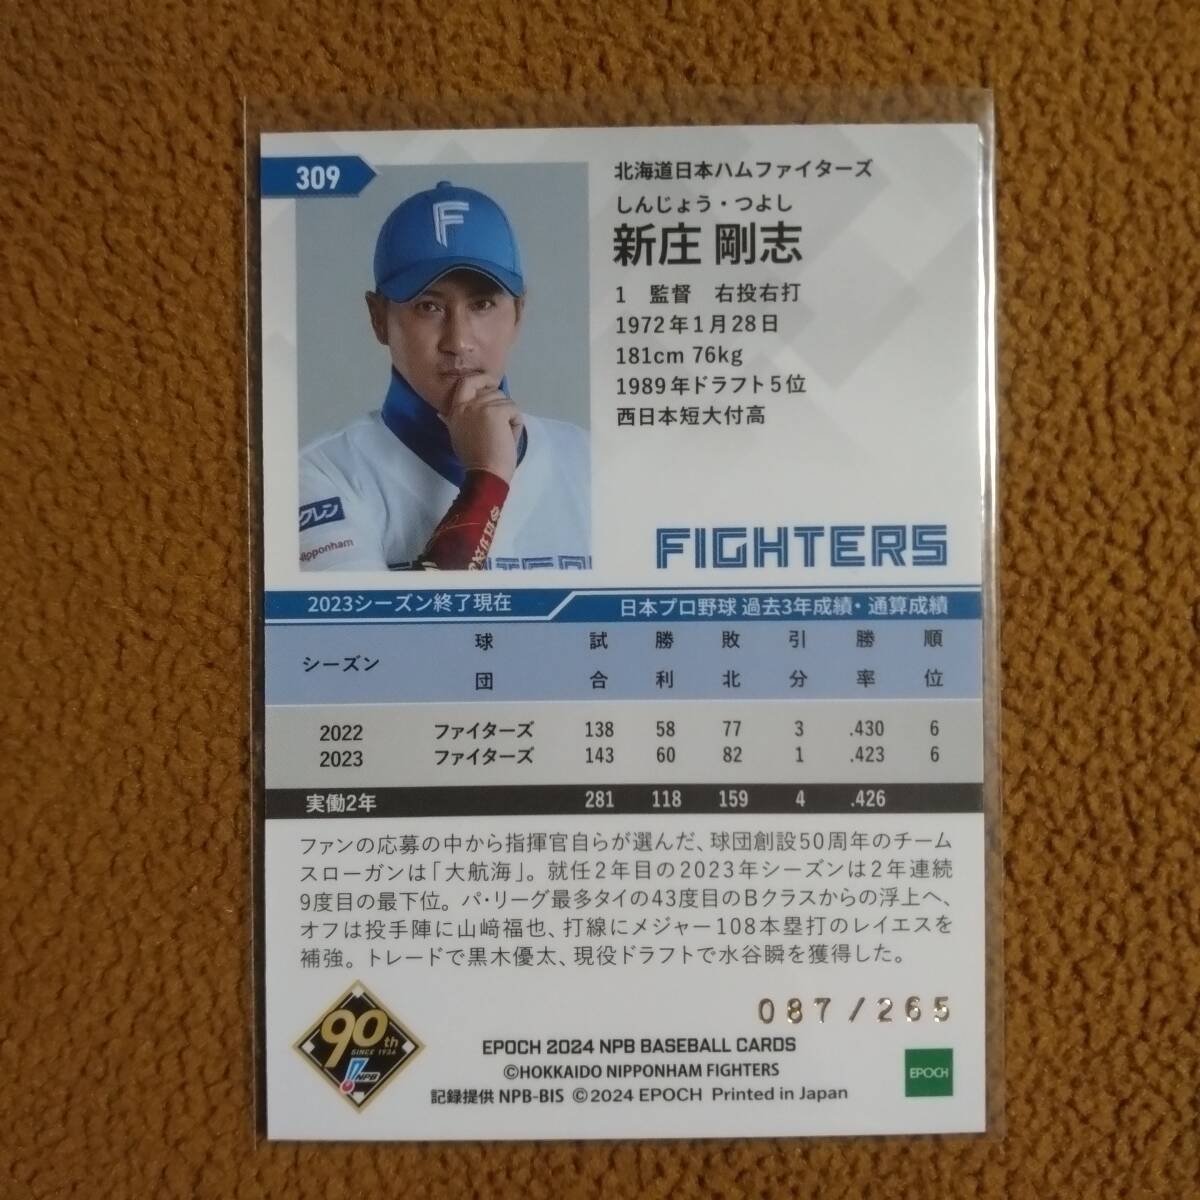 309
北海道日本ハムファイターズ
しんじょう・つよし
新庄 剛志
1 監督 右投右打
1972年1月28日
181cm 76kg
1989年ドラフト5位
西日本短大付高
F
クレン
Nipponham
FIGHTERS
2023シーズン終了現在
日本プロ野球 過去3年成績・通算成績
シーズン 球団 試合 勝利 敗北 引分 勝率 順位
2022 ファイターズ 138 58 77 3 .430 6
2023 ファイターズ 143 60 82 1 .423 6
実働2年 281 118 159 4 .426
ファンの応募の中から指揮官自らが選んだ、球団創設50周年のチーム
スローガンは「大航海」。就任2年目の2023年シーズンは2年連続
9度目の最下位。パ・リーグ最多タイの43度目のBクラスからの浮上へ、
オフは投手陣に山﨑福也、打線にメジャー108本塁打のレイエスを
補強。トレードで黒木優太、現役ドラフトで水谷瞬を獲得した。
087/265
90th
SINCE 1934
NPB
EPOCH 2024 NPB BASEBALL CARDS
©HOKKAIDO NIPPONHAM FIGHTERS
記録提供 NPB-BIS ©2024 EPOCH Printed in Japan
EPOCH